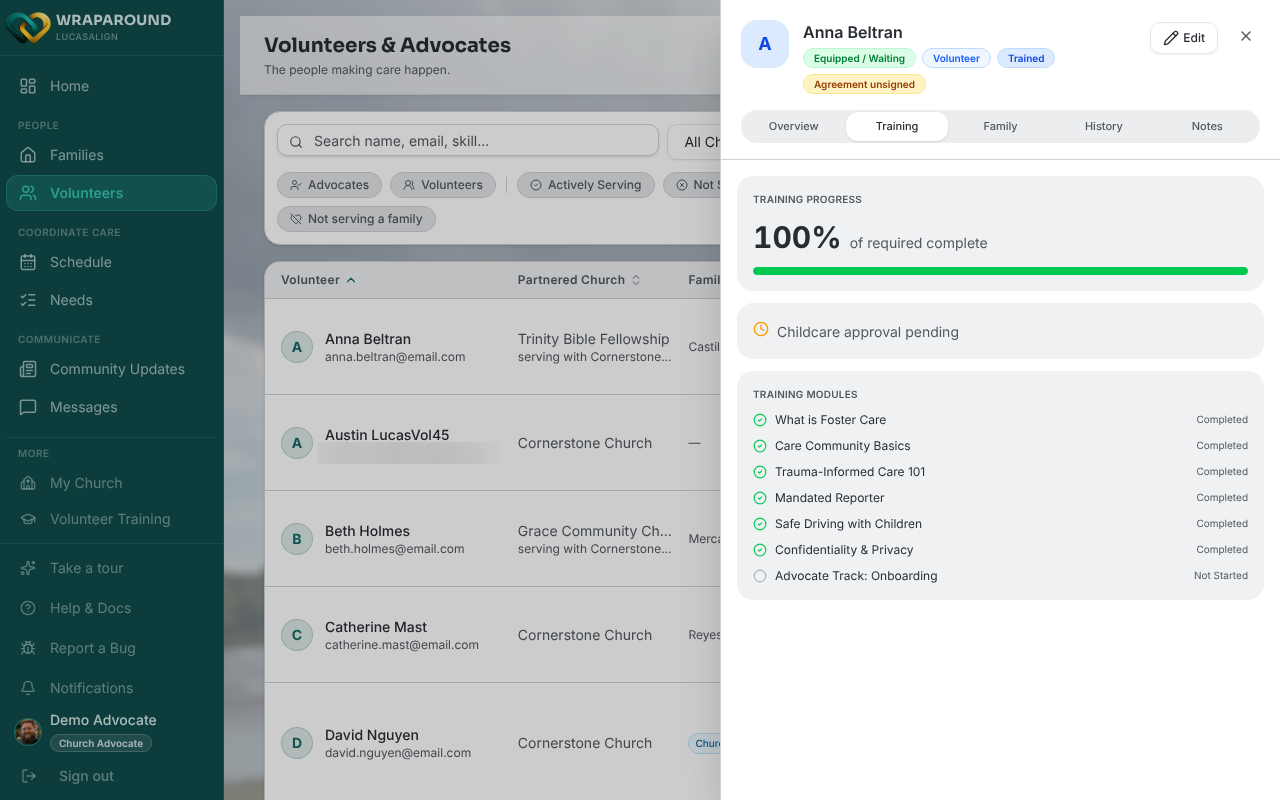 WRAPAROUND
LUCASALIGN
Home
PEOPLE
Families
Volunteers
COORDINATE CARE
Schedule
Needs
COMMUNICATE
Community Updates
Messages
MORE
My Church
Volunteer Training
Take a tour
Help & Docs
Report a Bug
Notifications
Demo Advocate
Church Advocate
Sign out
Volunteers & Advocates
The people making care happen.
Search name, email, skill...
All Ch
Advocates
Volunteers
Actively Serving
Not S
Not serving a family
Volunteer
Partnered Church
Famil
A
Anna Beltran
anna.beltran@email.com
Trinity Bible Fellowship
serving with Cornerstone...
Castil
A
Austin LucasVol45
Cornerstone Church
—
B
Beth Holmes
beth.holmes@email.com
Grace Community Ch...
serving with Cornerstone...
Merca
C
Catherine Mast
catherine.mast@email.com
Cornerstone Church
Reyes
D
David Nguyen
david.nguyen@email.com
Cornerstone Church
Churc
A
Anna Beltran
Equipped / Waiting
Volunteer
Trained
Agreement unsigned
Edit
Overview
Training
Family
History
Notes
TRAINING PROGRESS
100% of required complete
Childcare approval pending
TRAINING MODULES
What is Foster Care Completed
Care Community Basics Completed
Trauma-Informed Care 101 Completed
Mandated Reporter Completed
Safe Driving with Children Completed
Confidentiality & Privacy Completed
Advocate Track: Onboarding Not Started